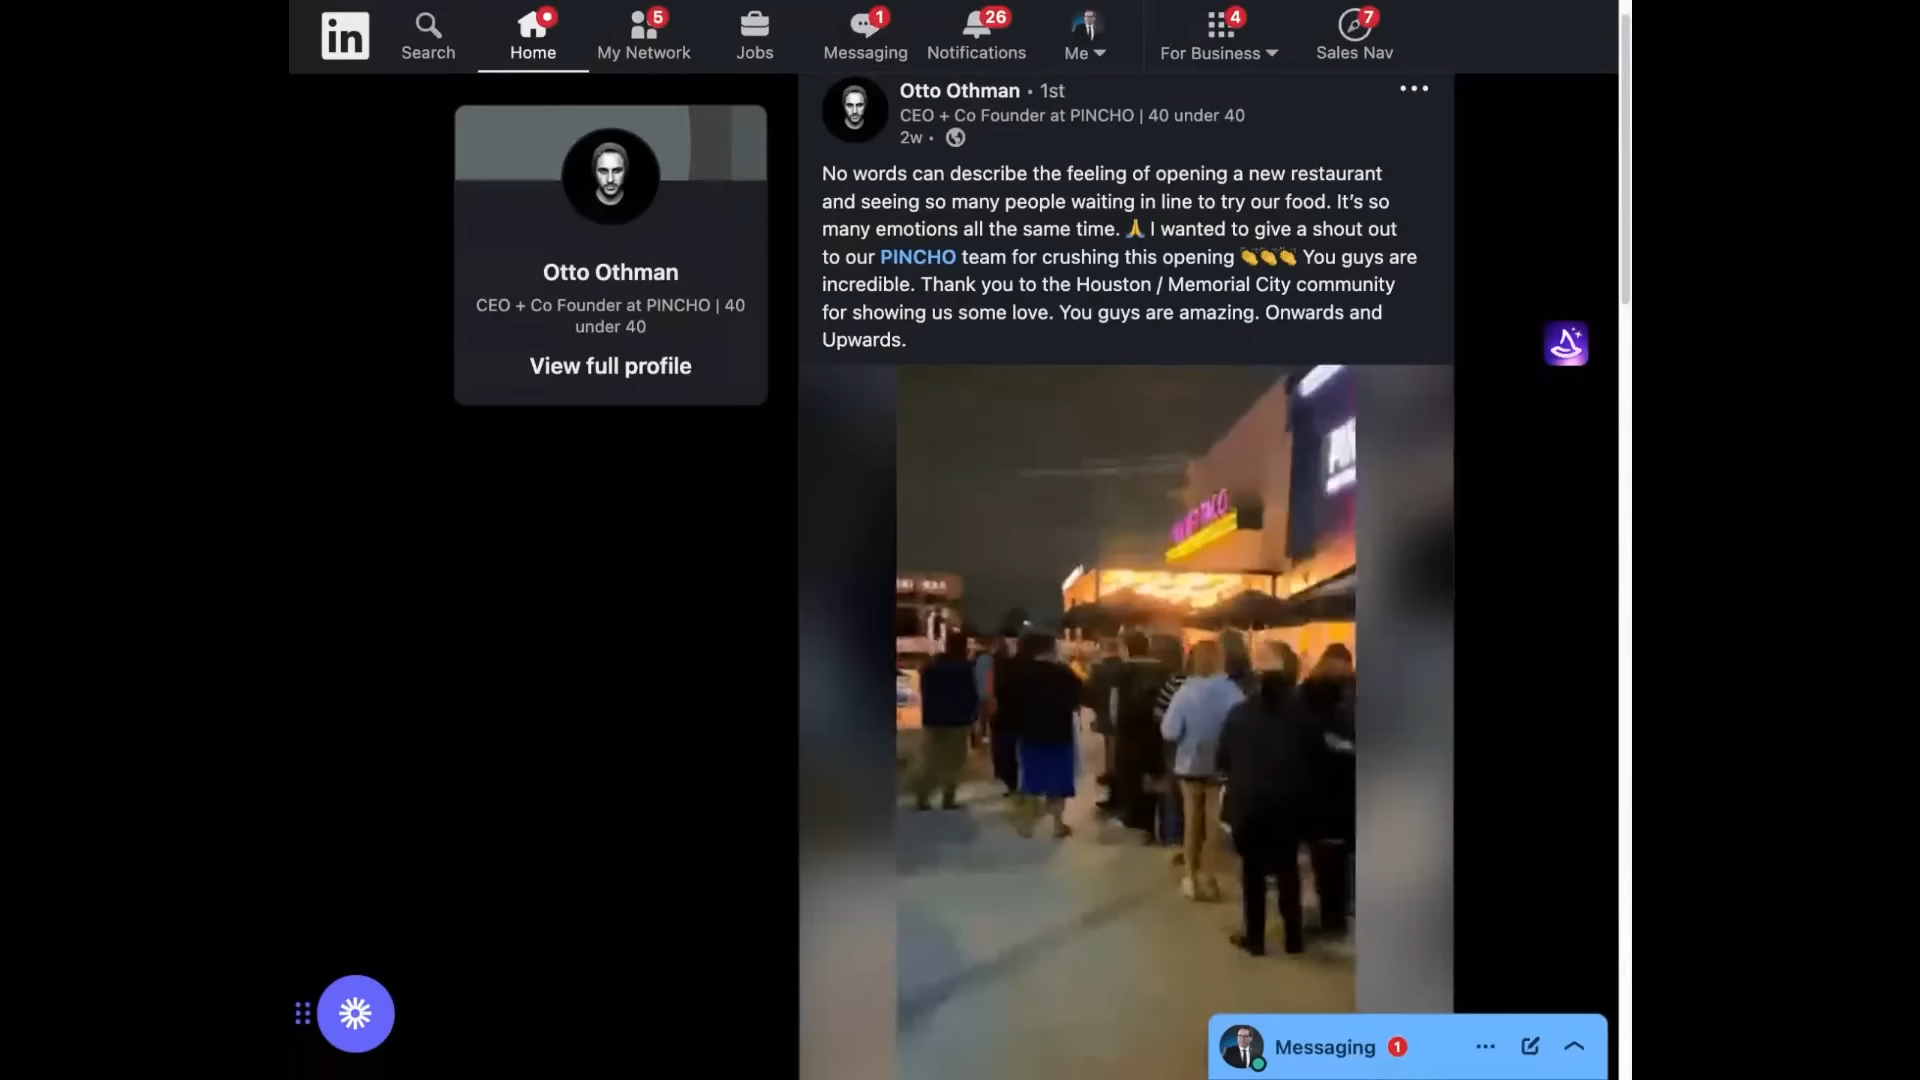 in
Search
Home
5
My Network
Jobs
1
Messaging
26
Notifications
Me
4
For Business
7
Sales Nav
Otto Othman
CEO + Co Founder at PINCHO | 40
under 40
View full profile
Otto Othman • 1st
CEO + Co Founder at PINCHO | 40 under 40
2w •
No words can describe the feeling of opening a new restaurant
and seeing so many people waiting in line to try our food. It’s so
many emotions all the same time. 🙏 I wanted to give a shout out
to our PINCHO team for crushing this opening 👏👏👏 You guys are
incredible. Thank you to the Houston / Memorial City community
for showing us some love. You guys are amazing. Onwards and
Upwards.
Messaging 1